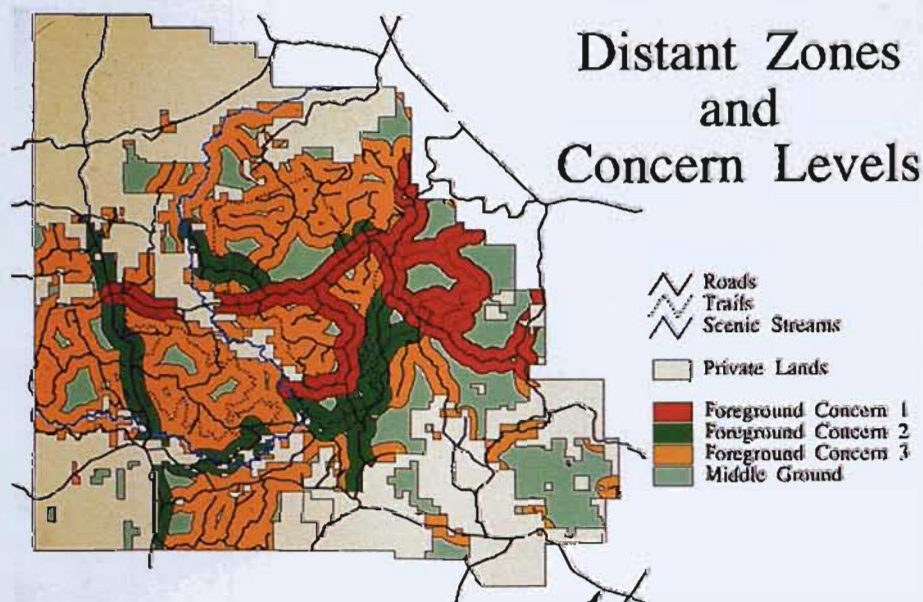 Distant Zones
and
Concern Levels
Roads
Trails
Scenic Streams
Private Lands
Foreground Concern 1
Foreground Concern 2
Foreground Concern 3
Middle Ground